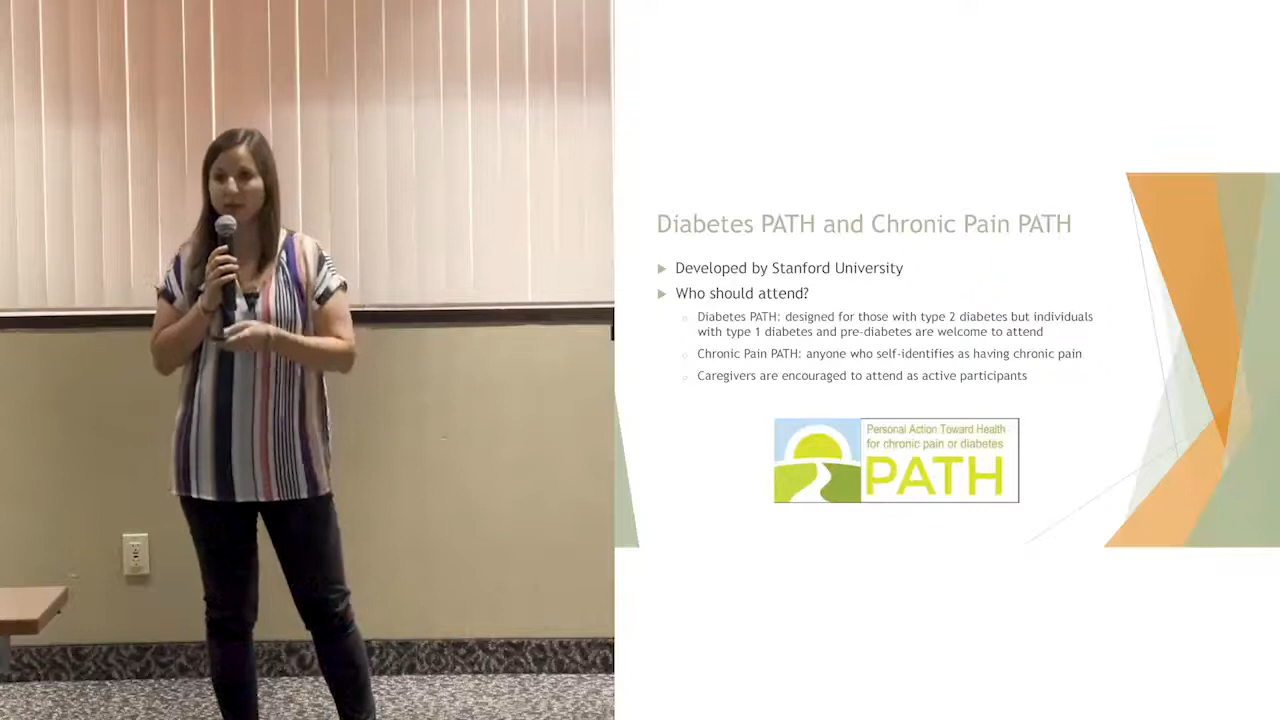 Diabetes PATH and Chronic Pain PATH
Developed by Stanford University
Who should attend?
Diabetes PATH: designed for those with type 2 diabetes but individuals
with type 1 diabetes and pre-diabetes are welcome to attend
Chronic Pain PATH: anyone who self-identifies as having chronic pain
Caregivers are encouraged to attend as active participants
Personal Action Toward Health
for chronic pain or diabetes
PATH